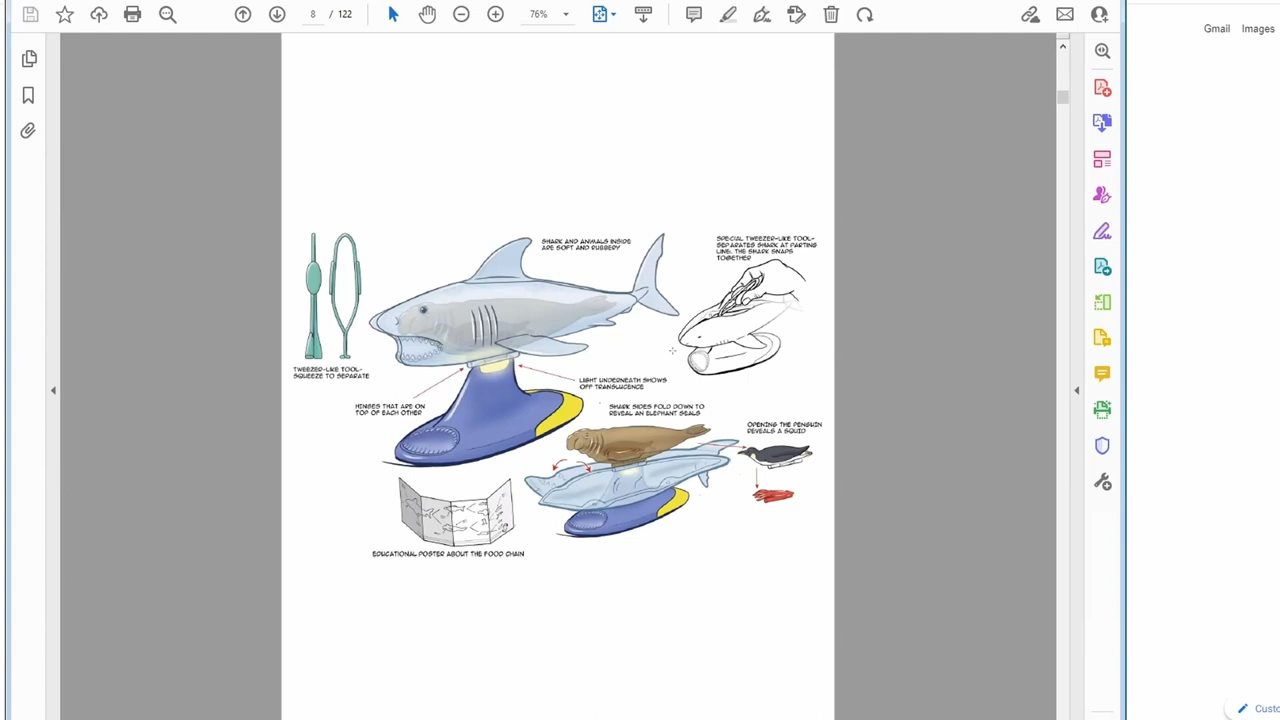 8 / 122
76%
Gmail Images
SHARK AND ANIMALS INSIDE
ARE SOFT AND RUBBERY
SPECIAL TWEEZER-LIKE TOOL-
SEPARATES SHARK AT PARTING
LINE. THE SHARK SNAPS
TOGETHER
TWEEZER-LIKE TOOL-
SQUEEZE TO SEPARATE
LIGHT UNDERNEATH SHOWS
OFF TRANSLUCENCE
HINGES THAT ARE ON
TOP OF EACH OTHER
SHARK SIDES FOLD DOWN TO
REVEAL AN ELEPHANT SEALS
OPENING THE PENGUIN
REVEALS A SQUID
EDUCATIONAL POSTER ABOUT THE FOOD CHAIN
Custo